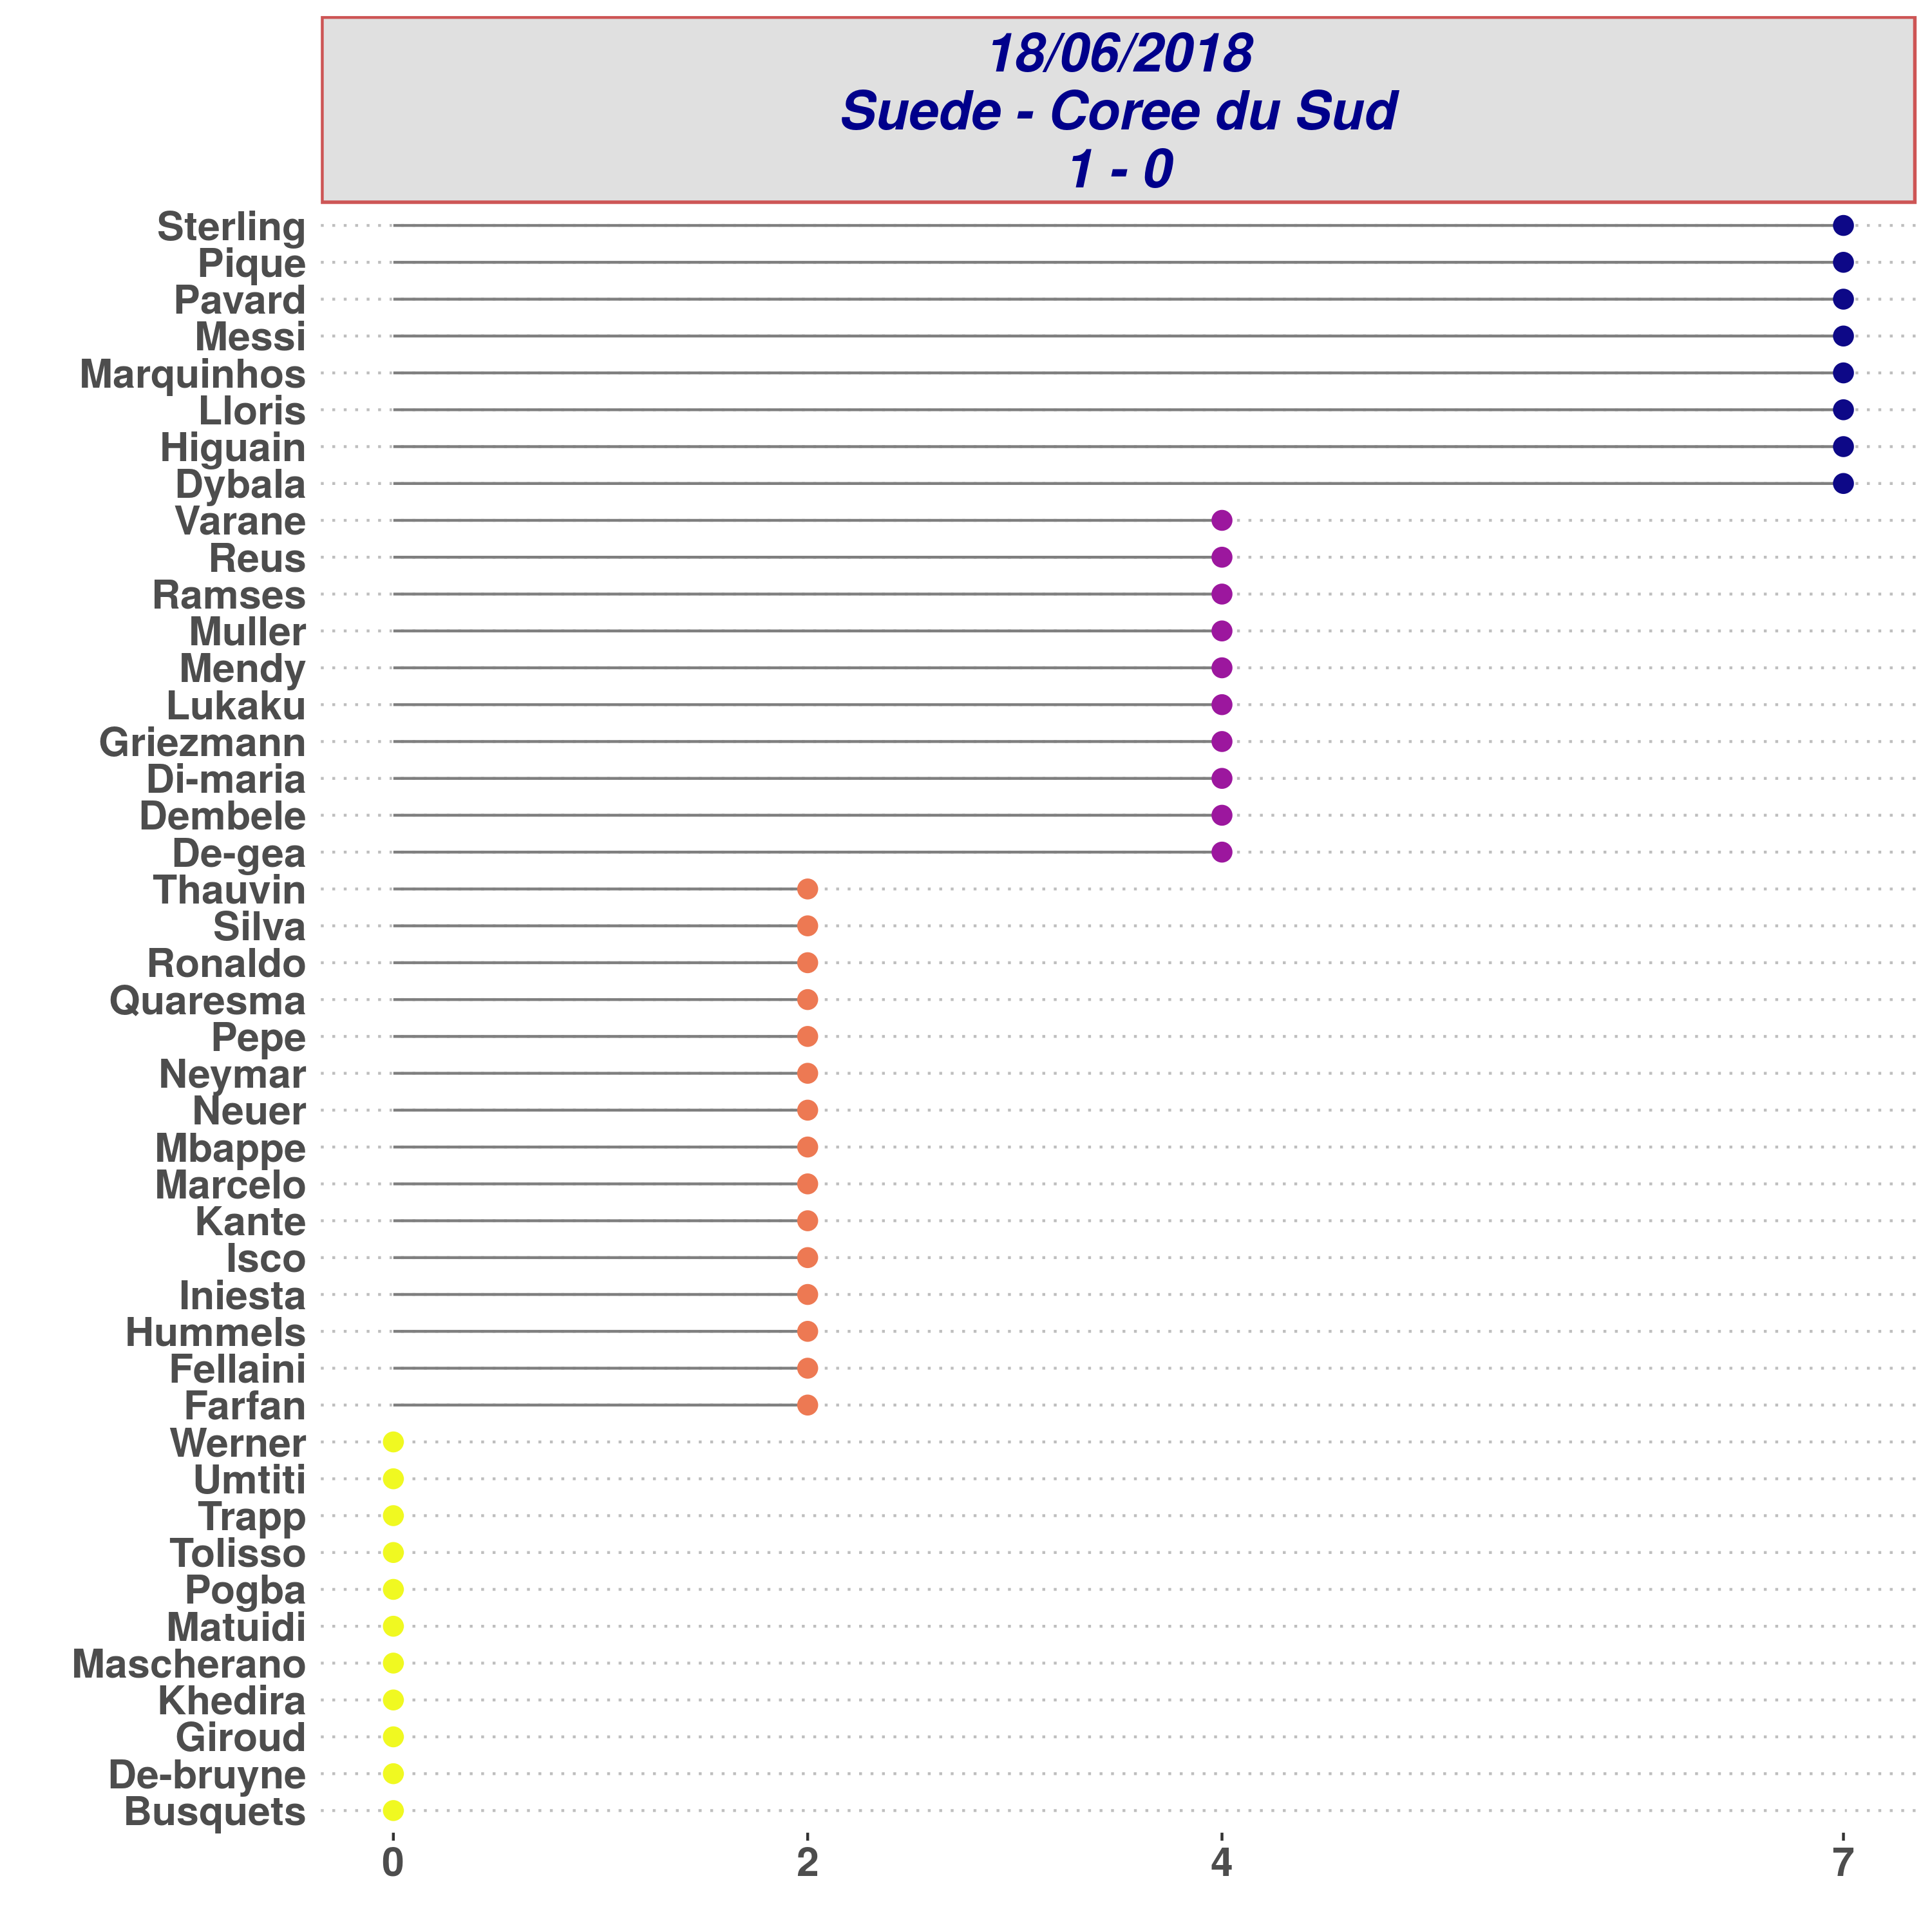 18/06/2018
Suede - Coree du Sud
1 - 0
Sterling
Pique
Pavard
Messi
Marquinhos
Lloris
Higuain
Dybala
Varane
Reus
Ramses
Muller
Mendy
Lukaku
Griezmann
Di-maria
Dembele
De-gea
Thauvin
Silva
Ronaldo
Quaresma
Pepe
Neymar
Neuer
Mbappe
Marcelo
Kante
Isco
Iniesta
Hummels
Fellaini
Farfan
Werner
Umtiti
Trapp
Tolisso
Pogba
Matuidi
Mascherano
Khedira
Giroud
De-bruyne
Busquets
0 2 4 7